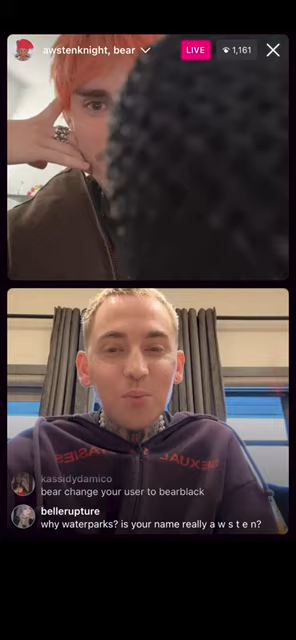 awstenknight, bear
LIVE
1,161
kassidydamico
bear change your user to bearblack
bellerupture
why waterparks? is your name really a w s t e n?